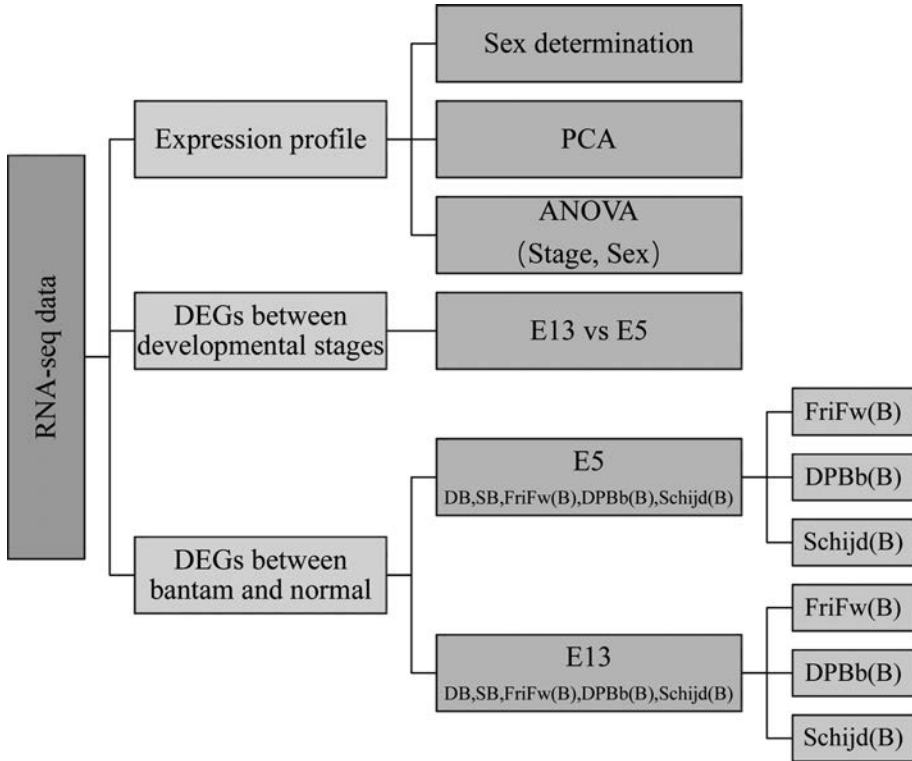 RNA-seq data
Expression profile
Sex determination
PCA
ANOVA
(Stage, Sex)
DEGs between
developmental stages
E13 vs E5
DEGs between
bantam and normal
E5
DB,SB,FriFw(B),DPBb(B),Schijd(B)
FriFw(B)
DPBb(B)
Schijd(B)
E13
DB,SB,FriFw(B),DPBb(B),Schijd(B)
FriFw(B)
DPBb(B)
Schijd(B)